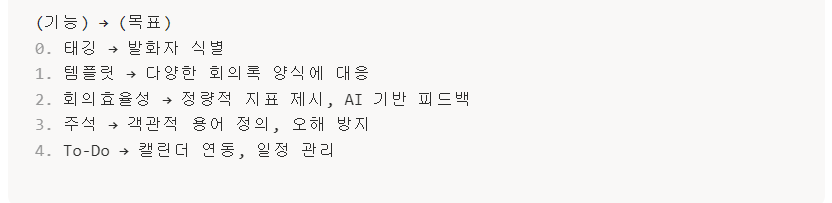 (기능) → (목표)
0. 태깅 → 발화자 식별
1. 템플릿 → 다양한 회의록 양식에 대응
2. 회의효율성 → 정량적 지표 제시, AI 기반 피드백
3. 주석 → 객관적 용어 정의, 오해 방지
4. To-Do → 캘린더 연동, 일정 관리